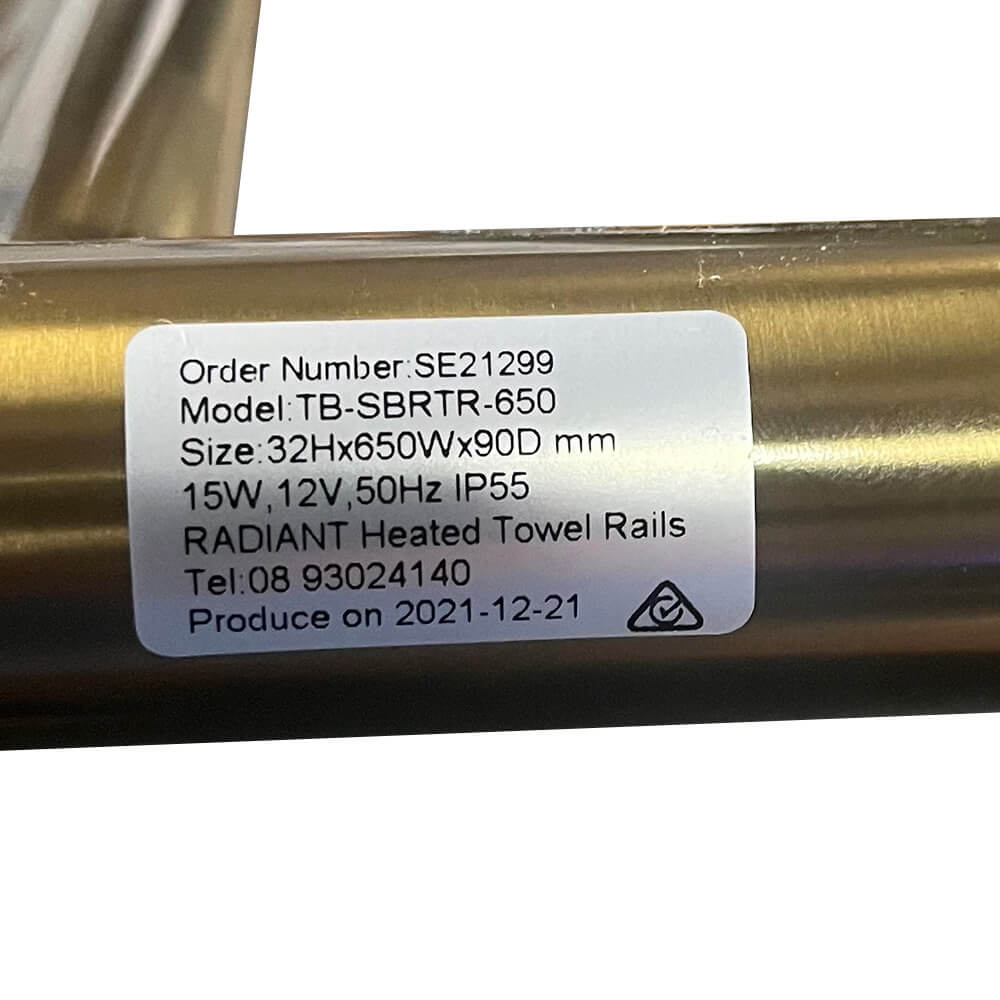 Order Number:SE21299
Model:TB-SBRTR-650
Size:32Hx650Wx90D mm
15W,12V,50Hz IP55
RADIANT Heated Towel Rails
Tel:08 93024140
Produce on 2021-12-21